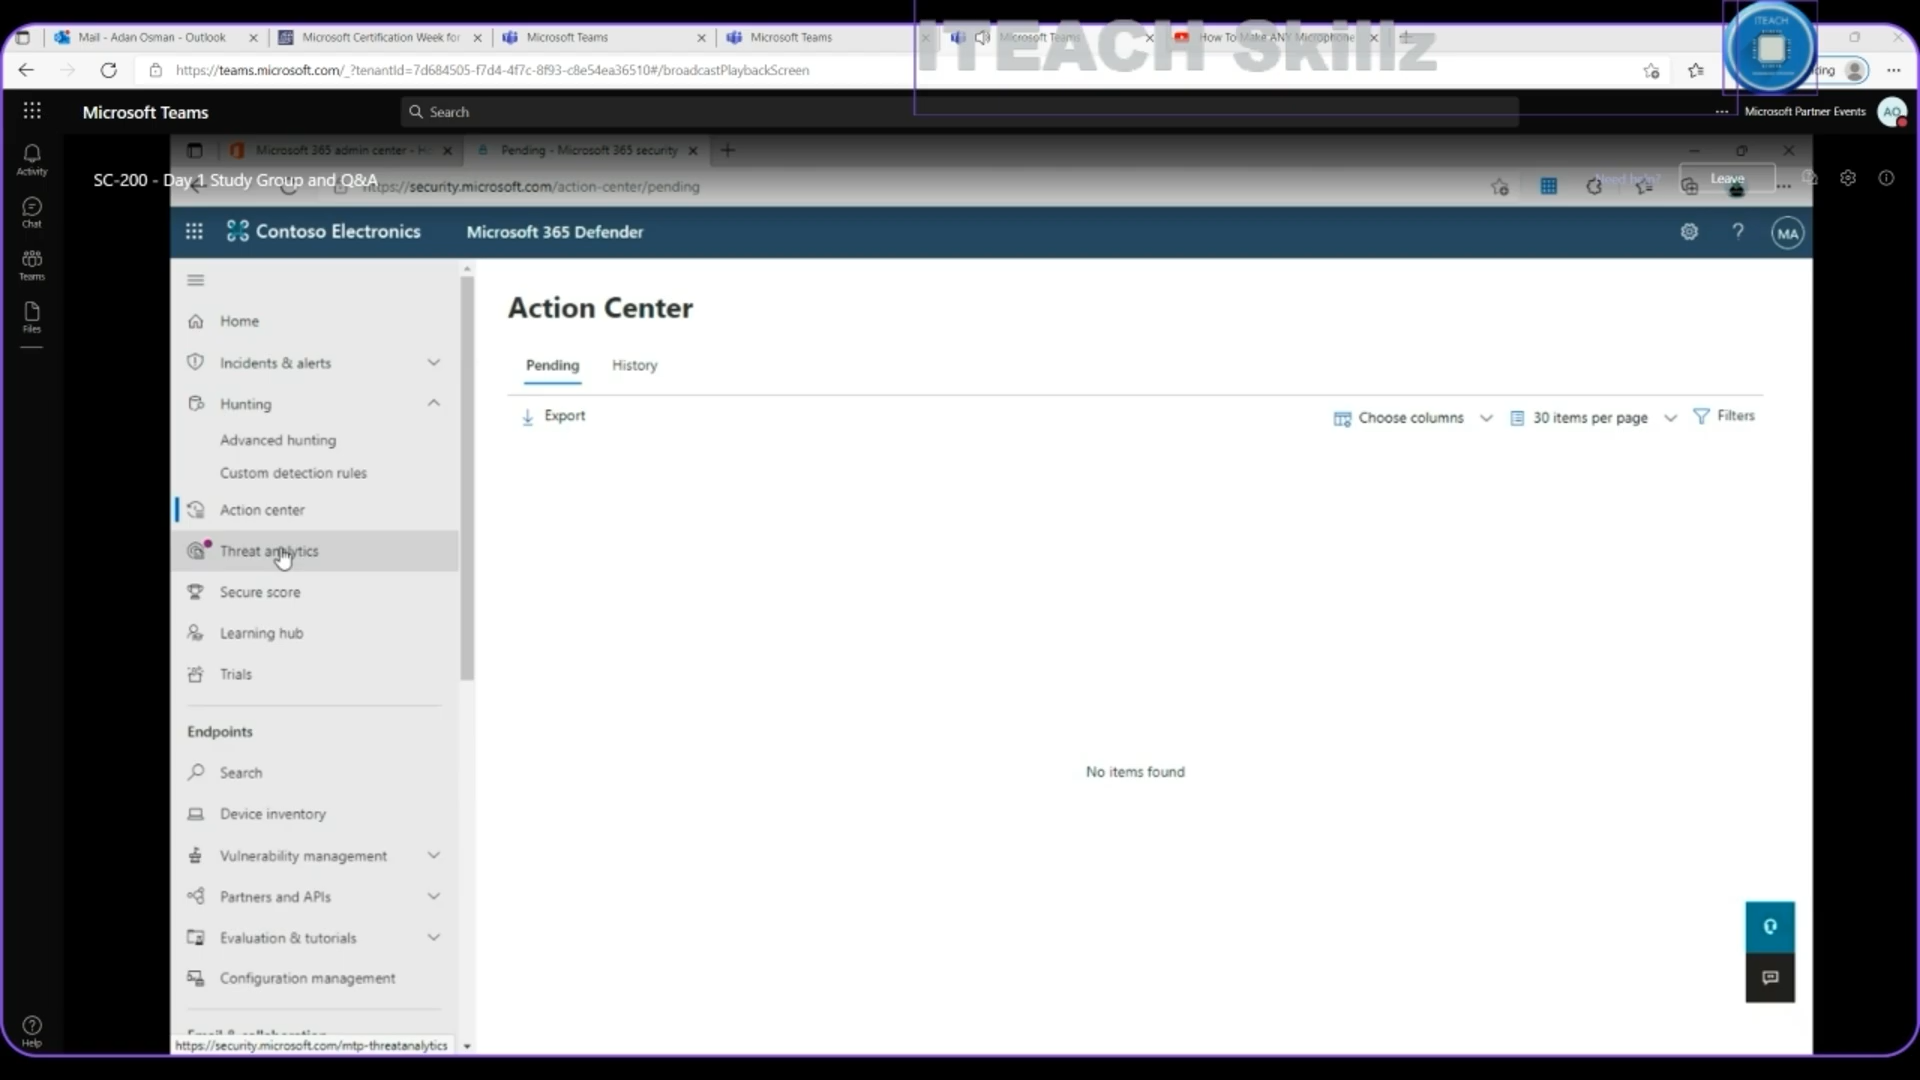 ITEACH Skillz
ITEACH
Mail - Adan Osman - Outlook
Microsoft Certification Week for
Microsoft Teams
Microsoft Teams
Microsoft Teams
How To Make ANY Microphone
https://teams.microsoft.com/_?tenantId=7d684505-f7d4-4f7c-8f93-c8e54ea36510#/broadcastPlaybackScreen
Microsoft Teams
Search
Microsoft Partner Events
AO
Activity
Chat
Teams
Files
Help
Microsoft 365 admin center - H
Pending - Microsoft 365 security
SC-200 - Day 1 Study Group and Q&A
https://security.microsoft.com/action-center/pending
Need help?
Leave
Contoso Electronics
Microsoft 365 Defender
MA
Home
Incidents & alerts
Hunting
Advanced hunting
Custom detection rules
Action center
Threat analytics
Secure score
Learning hub
Trials
Endpoints
Search
Device inventory
Vulnerability management
Partners and APIs
Evaluation & tutorials
Configuration management
Email & collaboration
https://security.microsoft.com/mtp-threatanalytics
Action Center
Pending
History
Export
Choose columns
30 items per page
Filters
No items found